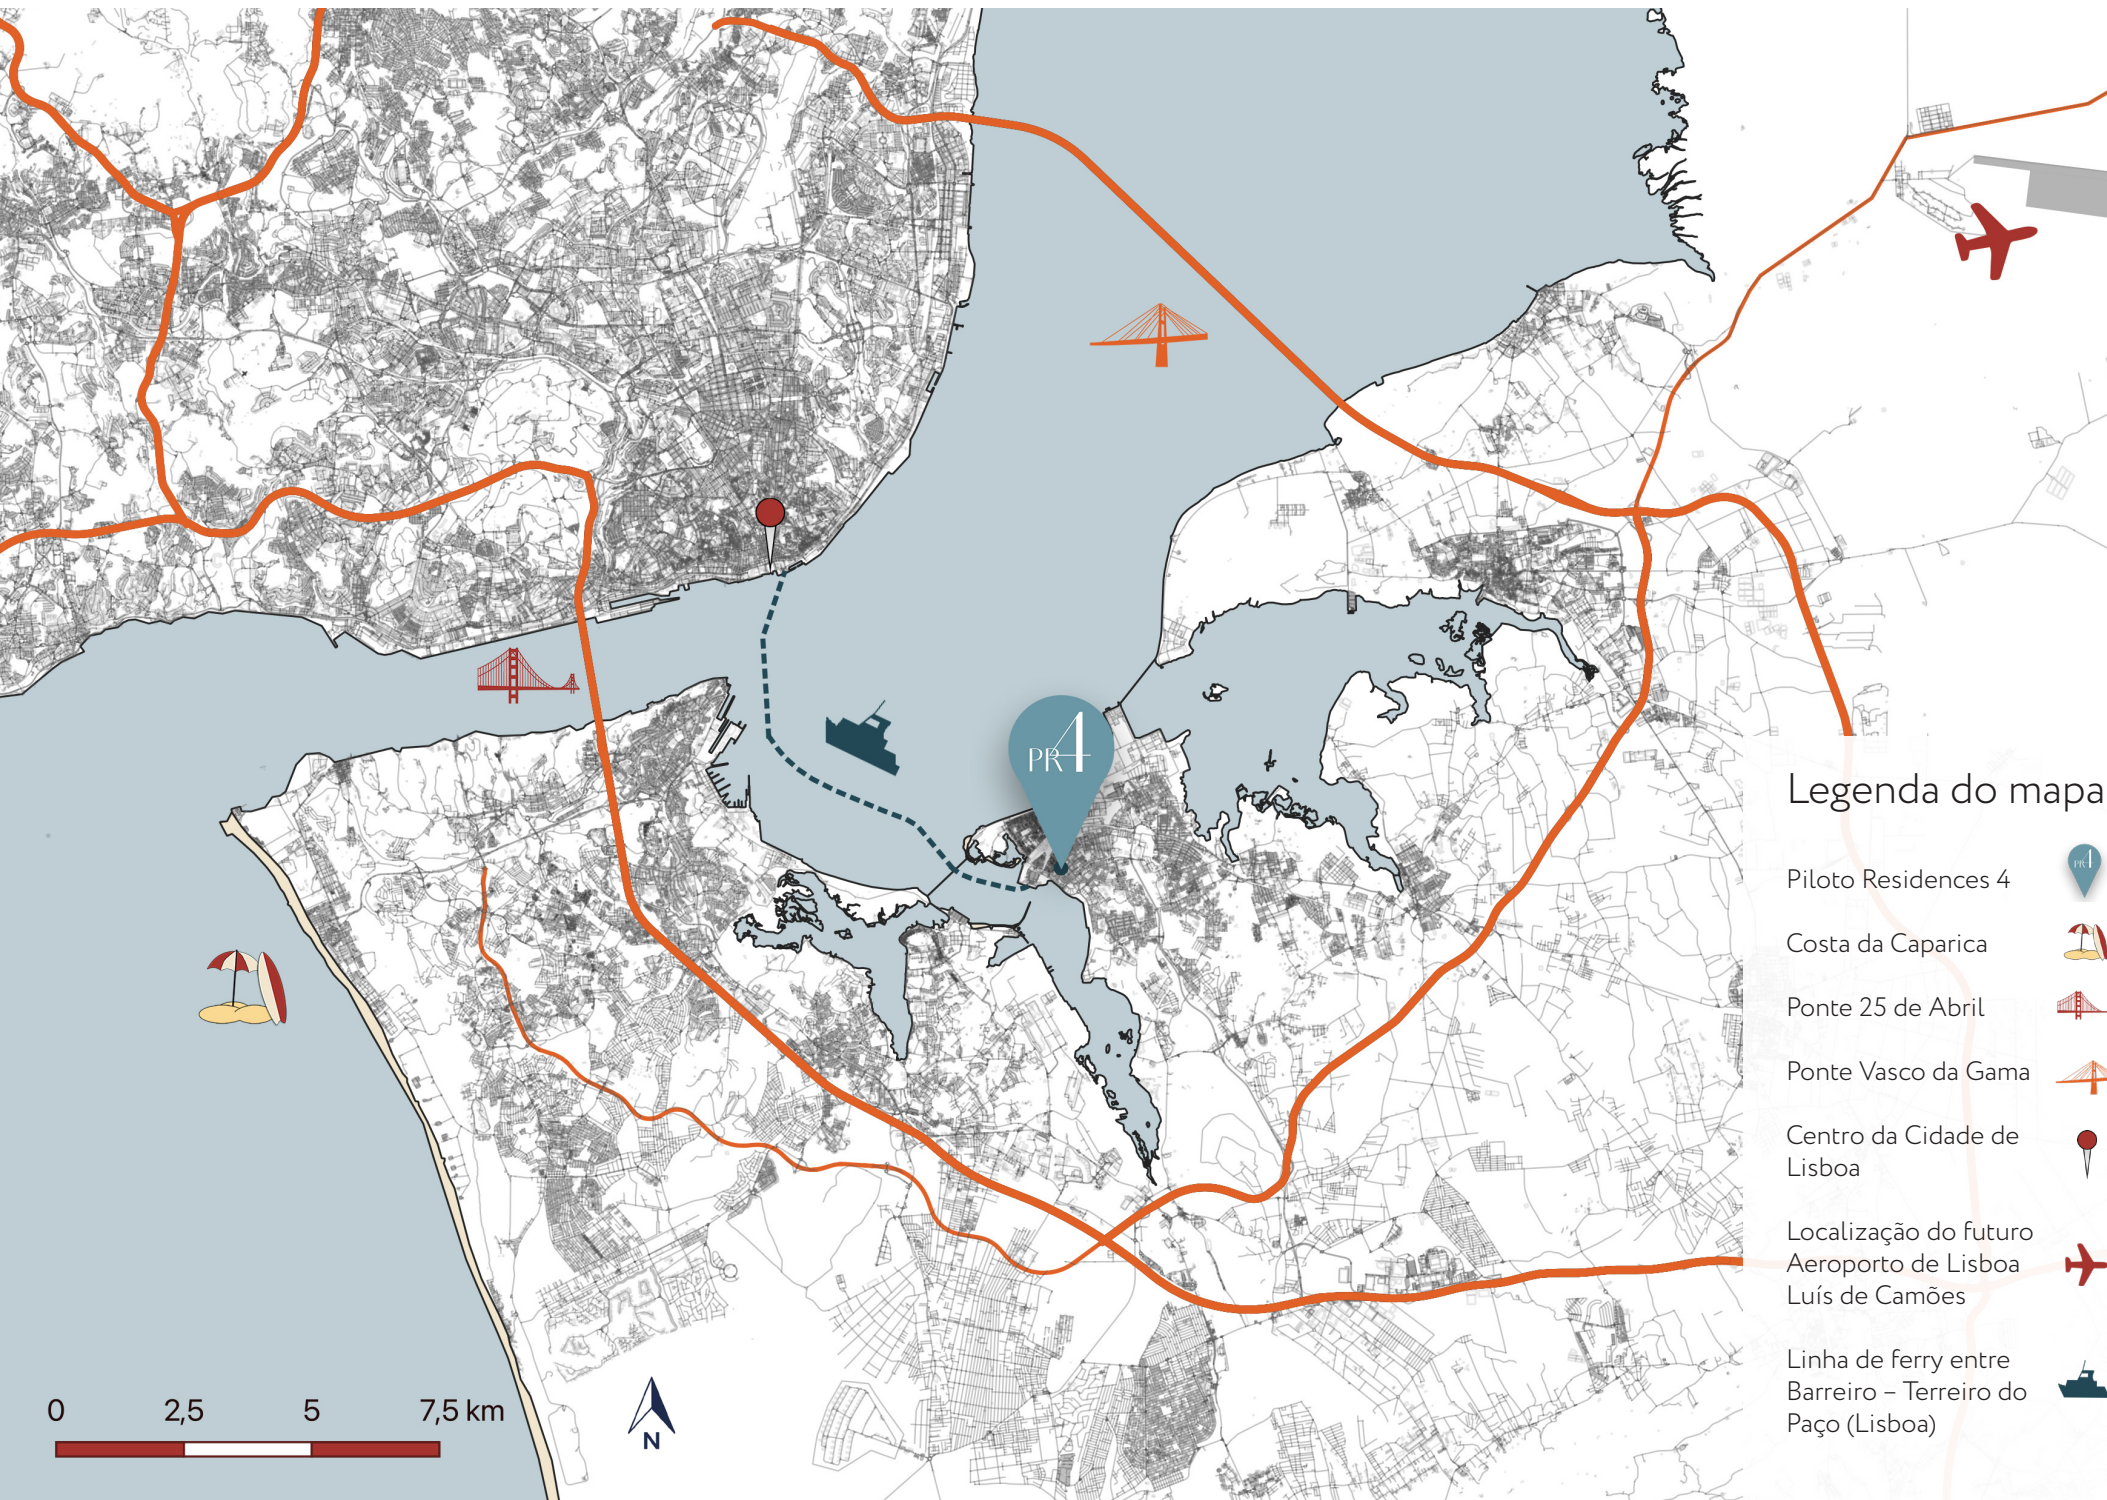 PR4
Legenda do mapa
PR4
Piloto Residences 4
Costa da Caparica
Ponte 25 de Abril
Ponte Vasco da Gama
Centro da Cidade de
Lisboa
Localização do futuro
Aeroporto de Lisboa
Luís de Camões
Linha de ferry entre
Barreiro – Terreiro do
Paço (Lisboa)
0 2,5 5 7,5 km
N